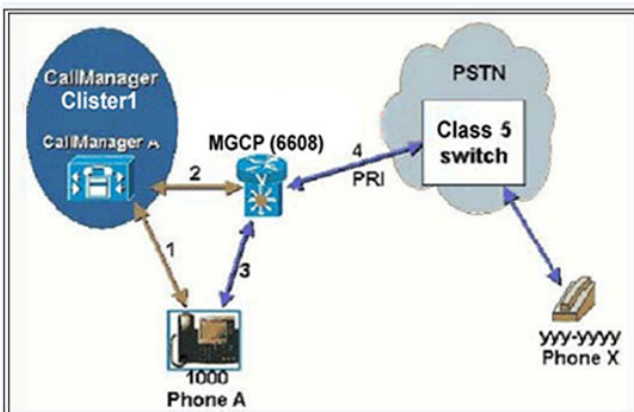 CallManager
Clister1
CallManager A
MGCP (6608)
PSTN
Class 5
switch
4
PRI
2
1
3
1000
Phone A
yyy-yyyy
Phone X